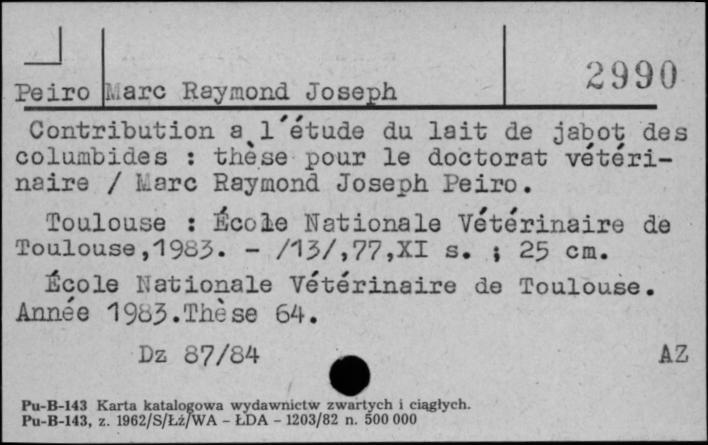 2990
Peiro Marc Raymond Joseph
Contribution a l'étude du lait de jabot des
columbides : thèse pour le doctorat vétéri-
naire / Marc Raymond Joseph Peiro.
Toulouse : École Nationale Vétérinaire de
Toulouse,1983. - /13/,77,XI s. ; 25 cm.
École Nationale Vétérinaire de Toulouse.
Année 1983.Thèse 64.
Dz 87/84 AZ
Pu-B-143 Karta katalogowa wydawnictw zwartych i ciągłych.
Pu-B-143, z. 1962/S/Łż/WA - ŁDA - 1203/82 n. 500 000